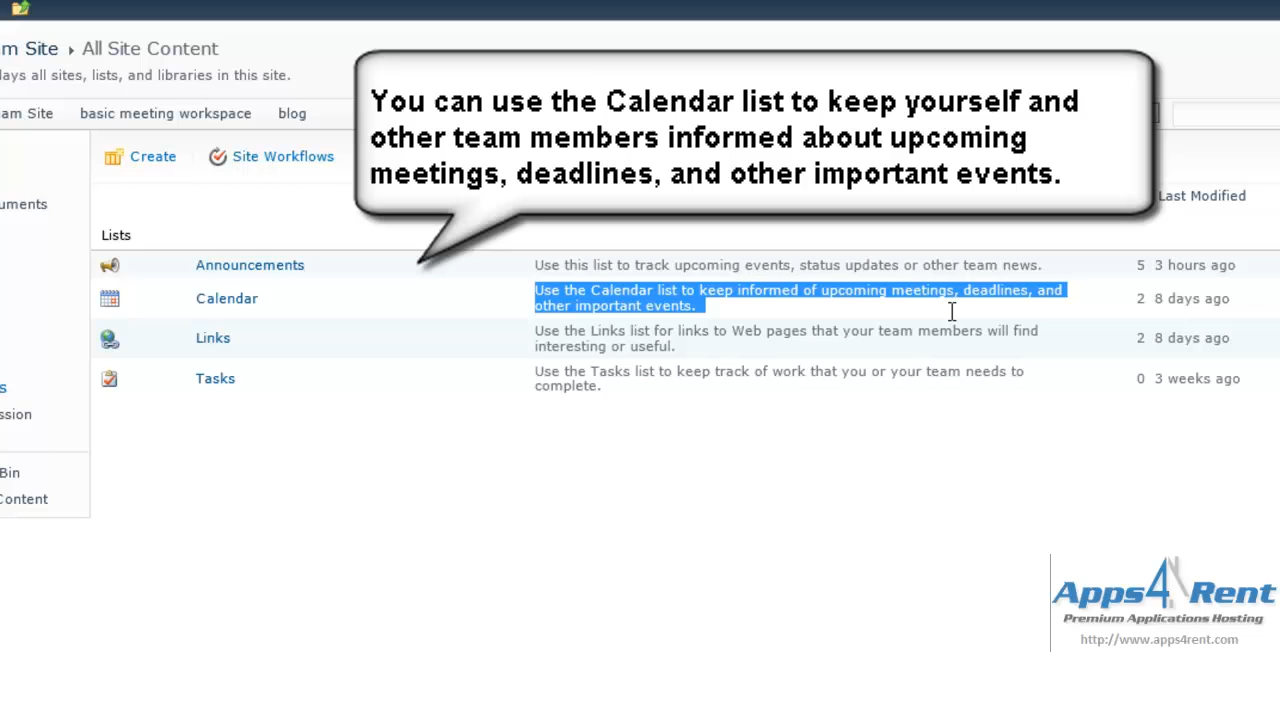 am Site ▸ All Site Content
ays all sites, lists, and libraries in this site.
am Site basic meeting workspace blog
You can use the Calendar list to keep yourself and
other team members informed about upcoming
meetings, deadlines, and other important events.
Create Site Workflows
uments
Last Modified
Lists
Announcements Use this list to track upcoming events, status updates or other team news. 5 3 hours ago
Calendar Use the Calendar list to keep informed of upcoming meetings, deadlines, and
other important events. 2 8 days ago
Links Use the Links list for links to Web pages that your team members will find
interesting or useful. 2 8 days ago
Tasks Use the Tasks list to keep track of work that you or your team needs to
complete. 0 3 weeks ago
s
ssion
Bin
Content
Apps4Rent
Premium Applications Hosting
http://www.apps4rent.com